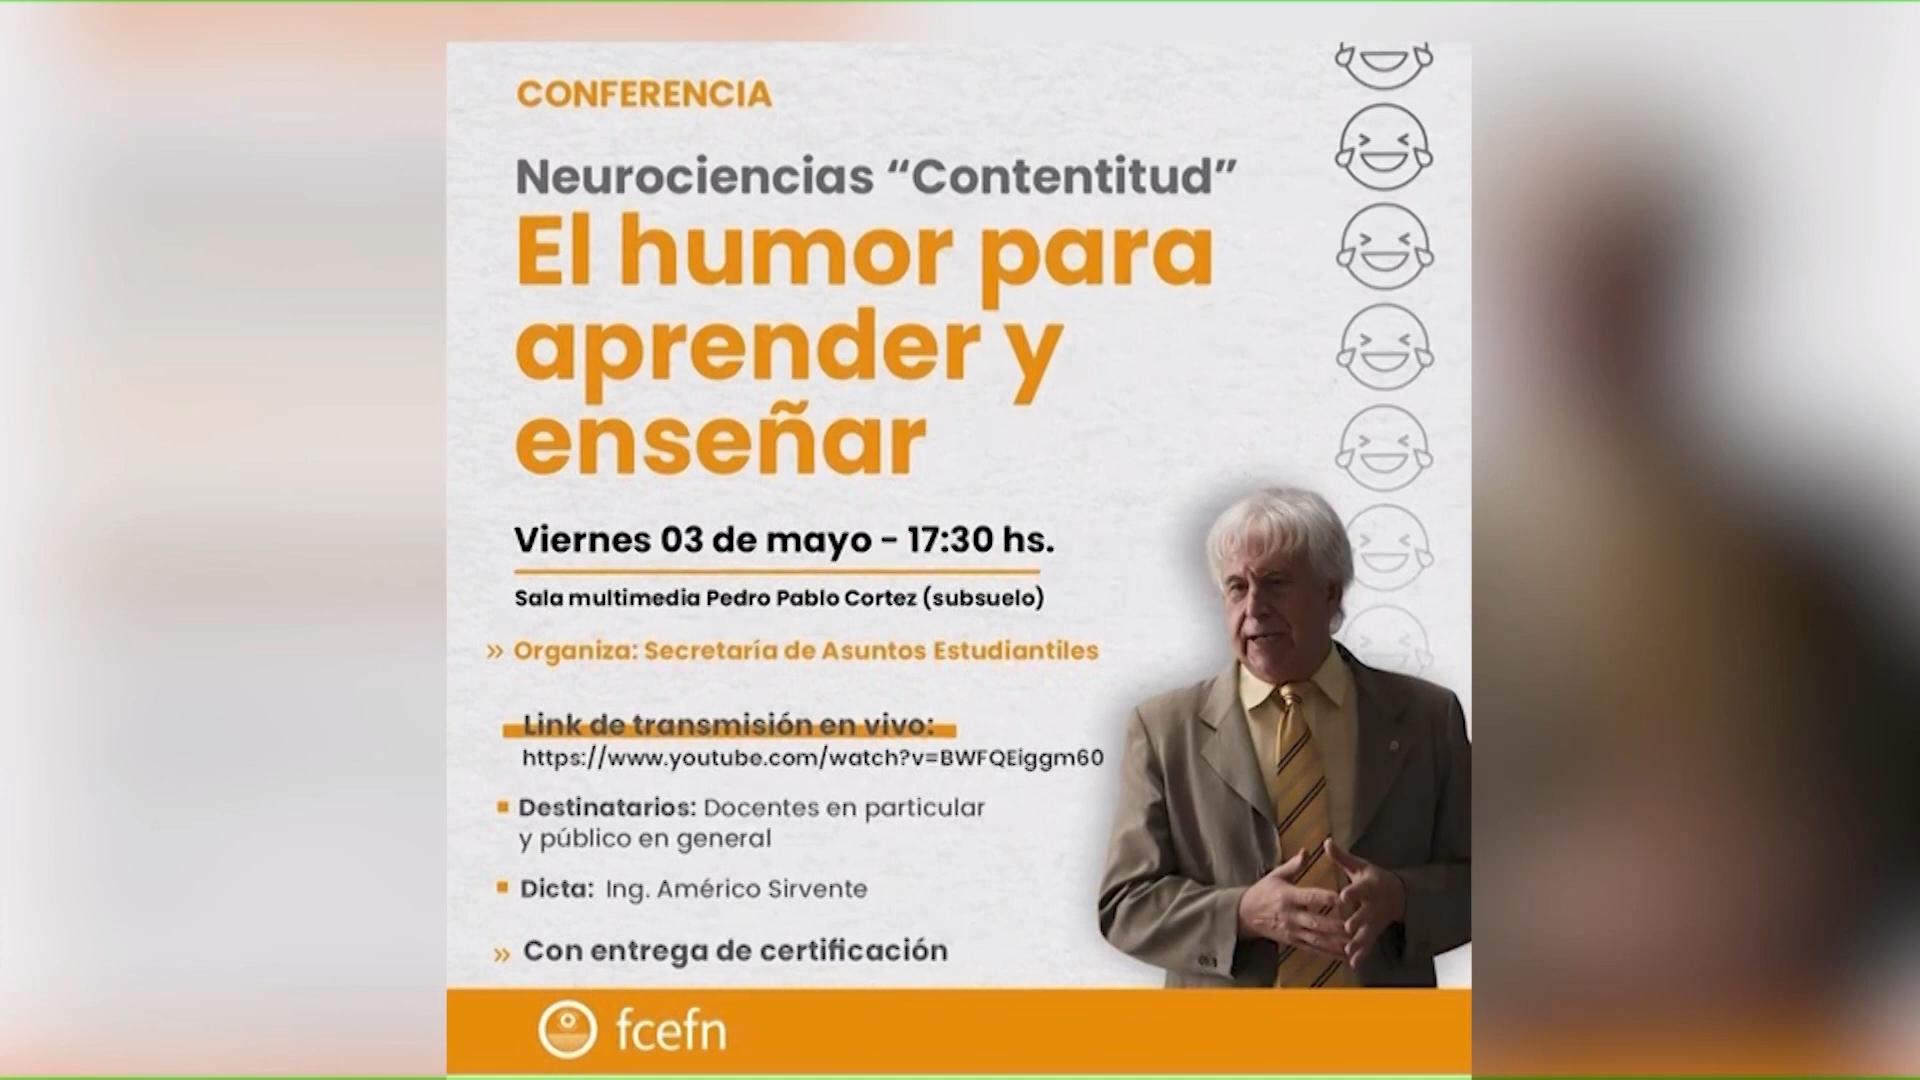 CONFERENCIA
Neurociencias “Contentitud”
El humor para
aprender y
enseñar
Viernes 03 de mayo - 17:30 hs.
Sala multimedia Pedro Pablo Cortez (subsuelo)
» Organiza: Secretaría de Asuntos Estudiantiles
Link de transmisión en vivo:
https://www.youtube.com/watch?v=BWFQEiggm60
Destinatarios: Docentes en particular
y público en general
Dicta: Ing. Américo Sirvente
» Con entrega de certificación
fcefn